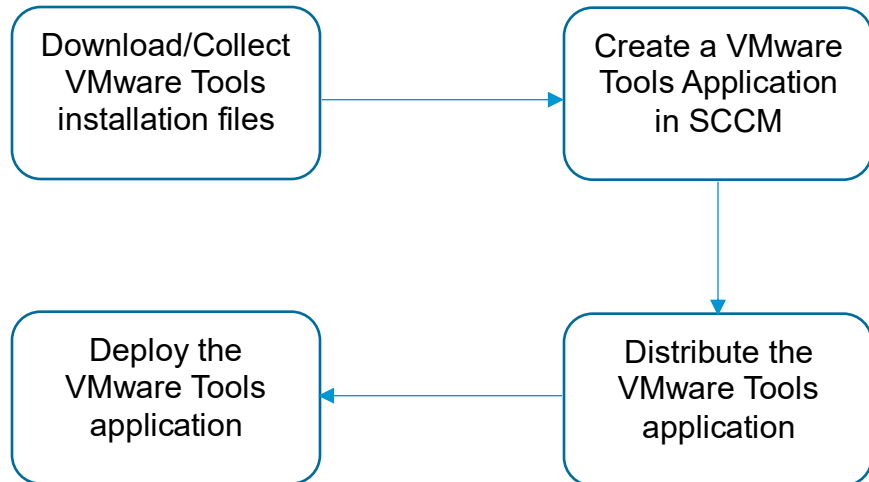 Download/Collect
VMware Tools
installation files
Create a VMware
Tools Application
in SCCM
Distribute the
VMware Tools
application
Deploy the
VMware Tools
application